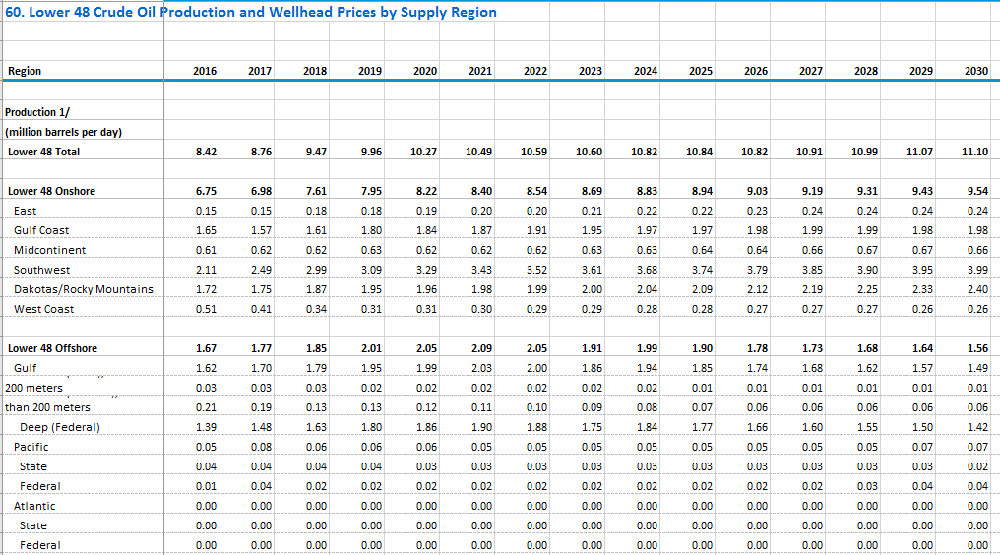 60. Lower 48 Crude Oil Production and Wellhead Prices by Supply Region
Region 2016 2017 2018 2019 2020 2021 2022 2023 2024 2025 2026 2027 2028 2029 2030
Production 1/
(million barrels per day)
Lower 48 Total 8.42 8.76 9.47 9.96 10.27 10.49 10.59 10.60 10.82 10.84 10.82 10.91 10.99 11.07 11.10
Lower 48 Onshore 6.75 6.98 7.61 7.95 8.22 8.40 8.54 8.69 8.83 8.94 9.03 9.19 9.31 9.43 9.54
East 0.15 0.15 0.18 0.18 0.19 0.20 0.20 0.21 0.22 0.22 0.23 0.24 0.24 0.24 0.24
Gulf Coast 1.65 1.57 1.61 1.80 1.84 1.87 1.91 1.95 1.97 1.97 1.98 1.99 1.99 1.98 1.98
Midcontinent 0.61 0.62 0.62 0.63 0.62 0.62 0.62 0.63 0.63 0.64 0.64 0.66 0.67 0.67 0.66
Southwest 2.11 2.49 2.99 3.09 3.29 3.43 3.52 3.61 3.68 3.74 3.79 3.85 3.90 3.95 3.99
Dakotas/Rocky Mountains 1.72 1.75 1.87 1.95 1.96 1.98 1.99 2.00 2.04 2.09 2.12 2.19 2.25 2.33 2.40
West Coast 0.51 0.41 0.34 0.31 0.31 0.30 0.29 0.29 0.28 0.28 0.27 0.27 0.27 0.26 0.26
Lower 48 Offshore 1.67 1.77 1.85 2.01 2.05 2.09 2.05 1.91 1.99 1.90 1.78 1.73 1.68 1.64 1.56
Gulf 1.62 1.70 1.79 1.95 1.99 2.03 2.00 1.86 1.94 1.85 1.74 1.68 1.62 1.57 1.49
200 meters 0.03 0.03 0.03 0.02 0.02 0.02 0.02 0.02 0.02 0.01 0.01 0.01 0.01 0.01 0.01
than 200 meters 0.21 0.19 0.13 0.13 0.12 0.11 0.10 0.09 0.08 0.07 0.06 0.06 0.06 0.06 0.06
Deep (Federal) 1.39 1.48 1.63 1.80 1.86 1.90 1.88 1.75 1.84 1.77 1.66 1.60 1.55 1.50 1.42
Pacific 0.05 0.08 0.06 0.06 0.06 0.05 0.05 0.05 0.05 0.05 0.05 0.05 0.05 0.07 0.07
State 0.04 0.04 0.04 0.04 0.03 0.03 0.03 0.03 0.03 0.03 0.03 0.03 0.03 0.03 0.02
Federal 0.01 0.04 0.02 0.02 0.02 0.02 0.02 0.02 0.02 0.02 0.02 0.02 0.03 0.04 0.04
Atlantic 0.00 0.00 0.00 0.00 0.00 0.00 0.00 0.00 0.00 0.00 0.00 0.00 0.00 0.00 0.00
State 0.00 0.00 0.00 0.00 0.00 0.00 0.00 0.00 0.00 0.00 0.00 0.00 0.00 0.00 0.00
Federal 0.00 0.00 0.00 0.00 0.00 0.00 0.00 0.00 0.00 0.00 0.00 0.00 0.00 0.00 0.00